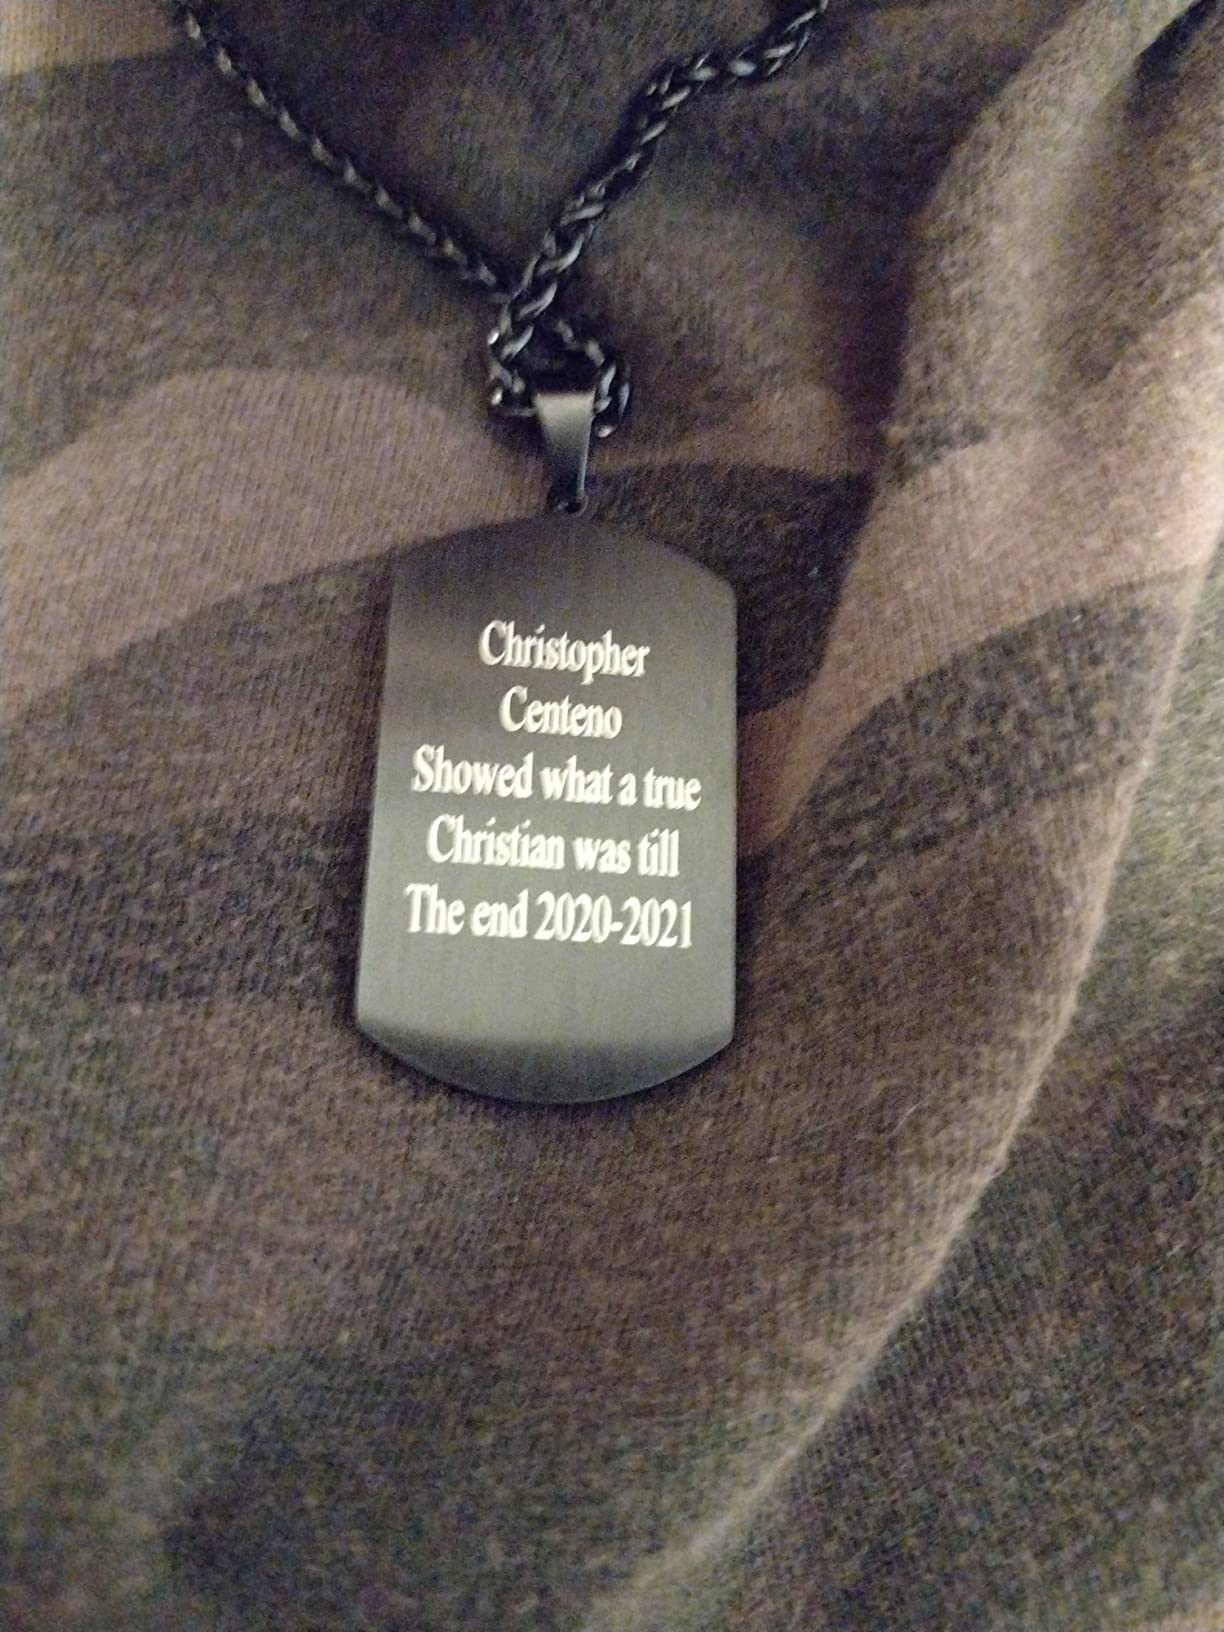 Christopher
Centeno
Showed what a true
Christian was till
The end 2020-2021